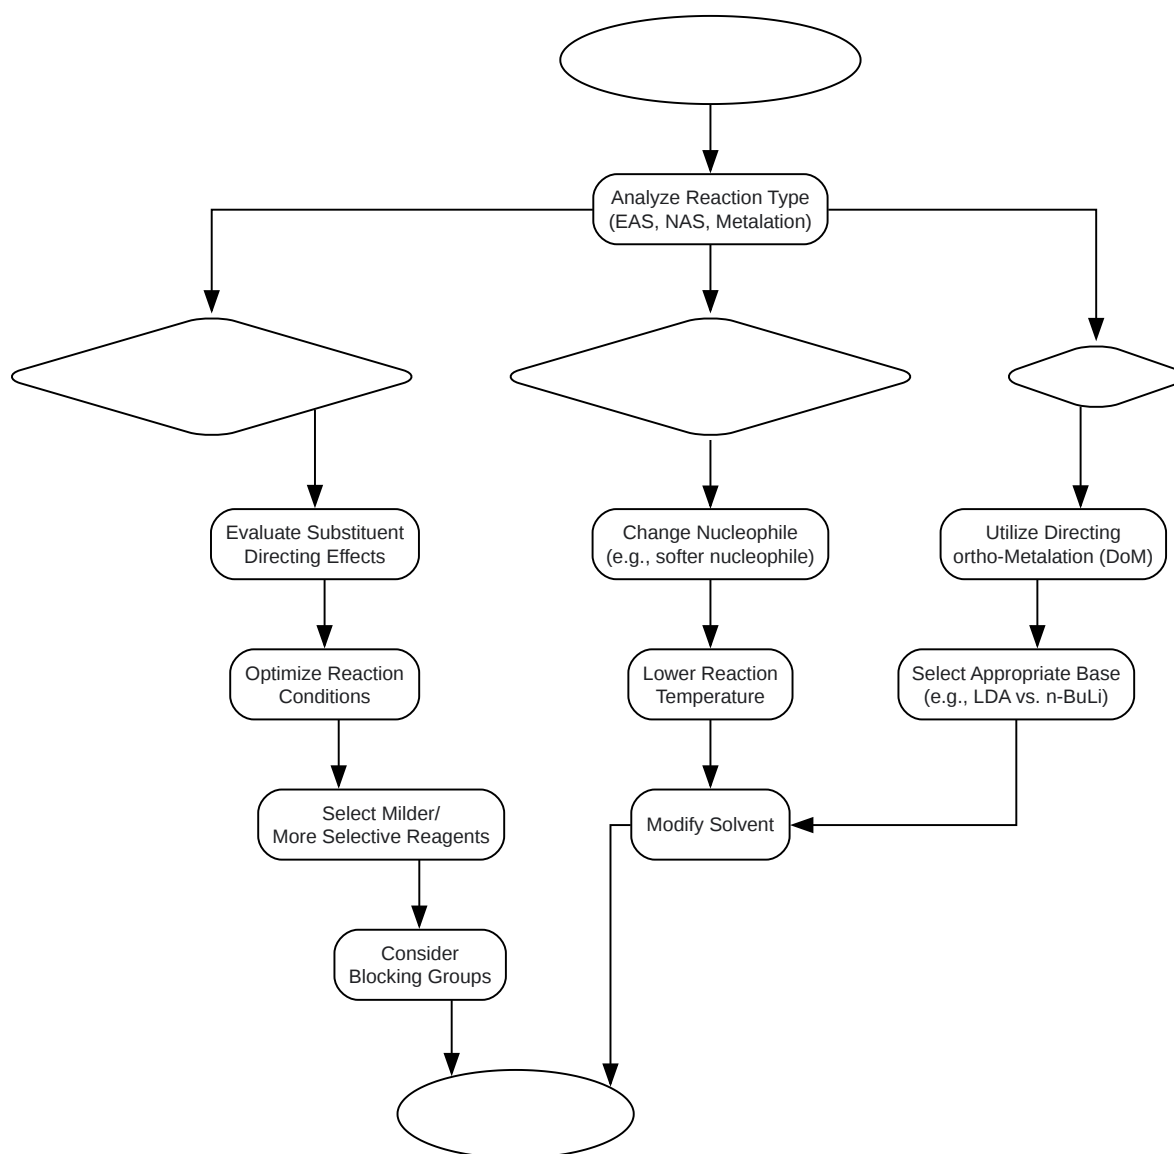 Analyze Reaction Type
(EAS, NAS, Metalation)
Evaluate Substituent
Directing Effects
Change Nucleophile
(e.g., softer nucleophile)
Utilize Directing
ortho-Metalation (DoM)
Optimize Reaction
Conditions
Lower Reaction
Temperature
Select Appropriate Base
(e.g., LDA vs. n-BuLi)
Select Milder/
More Selective Reagents
Modify Solvent
Consider
Blocking Groups